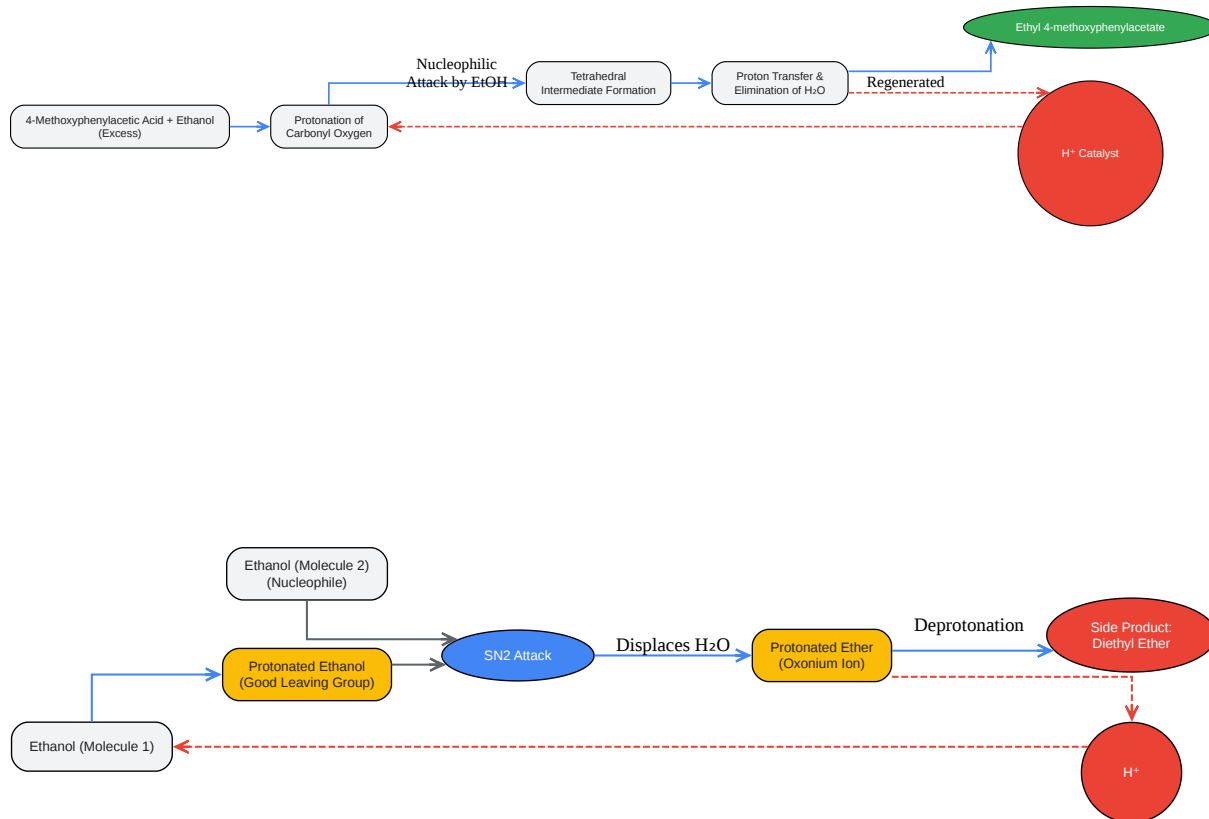 Ethyl 4-methoxyphenylacetate
Nucleophilic
Attack by EtOH
Tetrahedral
Intermediate Formation
Proton Transfer &
Elimination of H₂O
Regenerated
4-Methoxyphenylacetic Acid + Ethanol
(Excess)
Protonation of
Carbonyl Oxygen
H⁺ Catalyst
Ethanol (Molecule 2)
(Nucleophile)
Protonated Ethanol
(Good Leaving Group)
SN2 Attack
Displaces H₂O
Protonated Ether
(Oxonium Ion)
Deprotonation
Side Product:
Diethyl Ether
Ethanol (Molecule 1)
H⁺